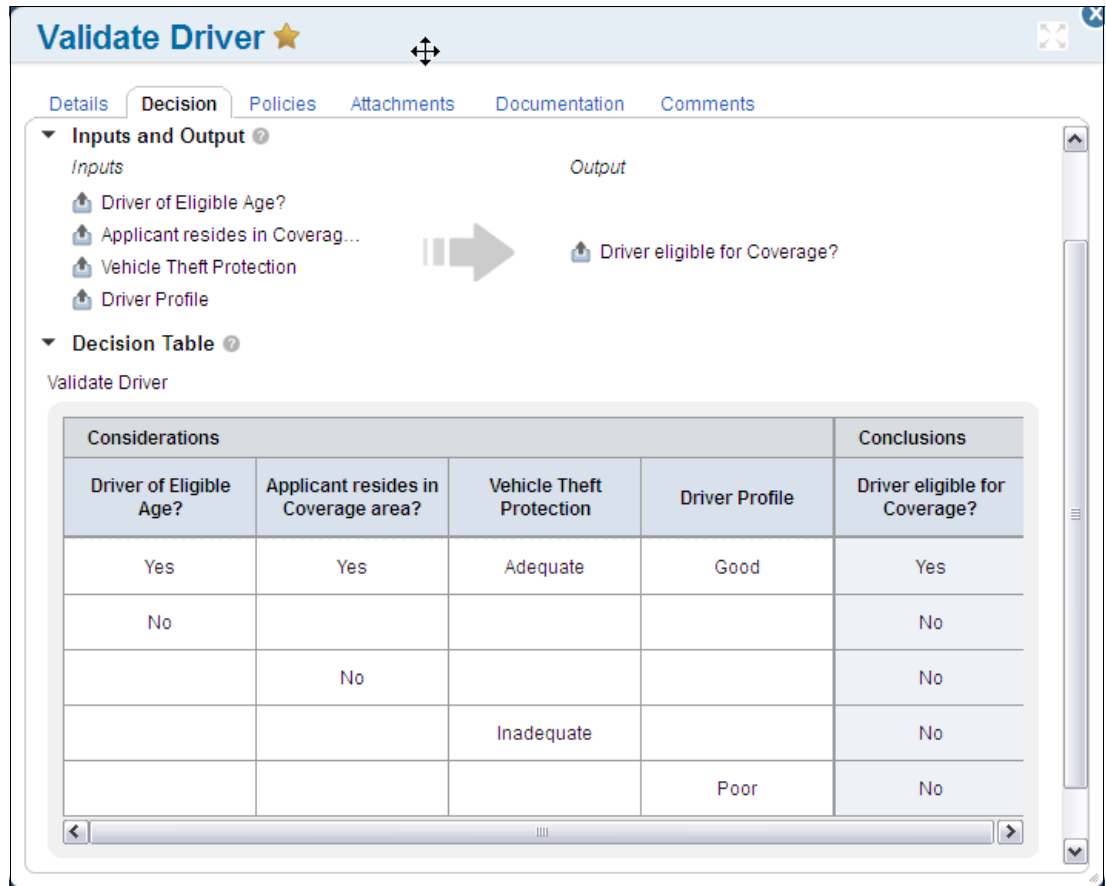 Validate Driver
Details Decision Policies Attachments Documentation Comments
Inputs and Output ?
Inputs Output
Driver of Eligible Age?
Applicant resides in Coverag...
Vehicle Theft Protection
Driver Profile
Driver eligible for Coverage?
Decision Table ?
Validate Driver
Considerations Conclusions
Driver of Eligible Age? Applicant resides in Coverage area? Vehicle Theft Protection Driver Profile Driver eligible for Coverage?
Yes Yes Adequate Good Yes
No No
No No
Inadequate No
Poor No